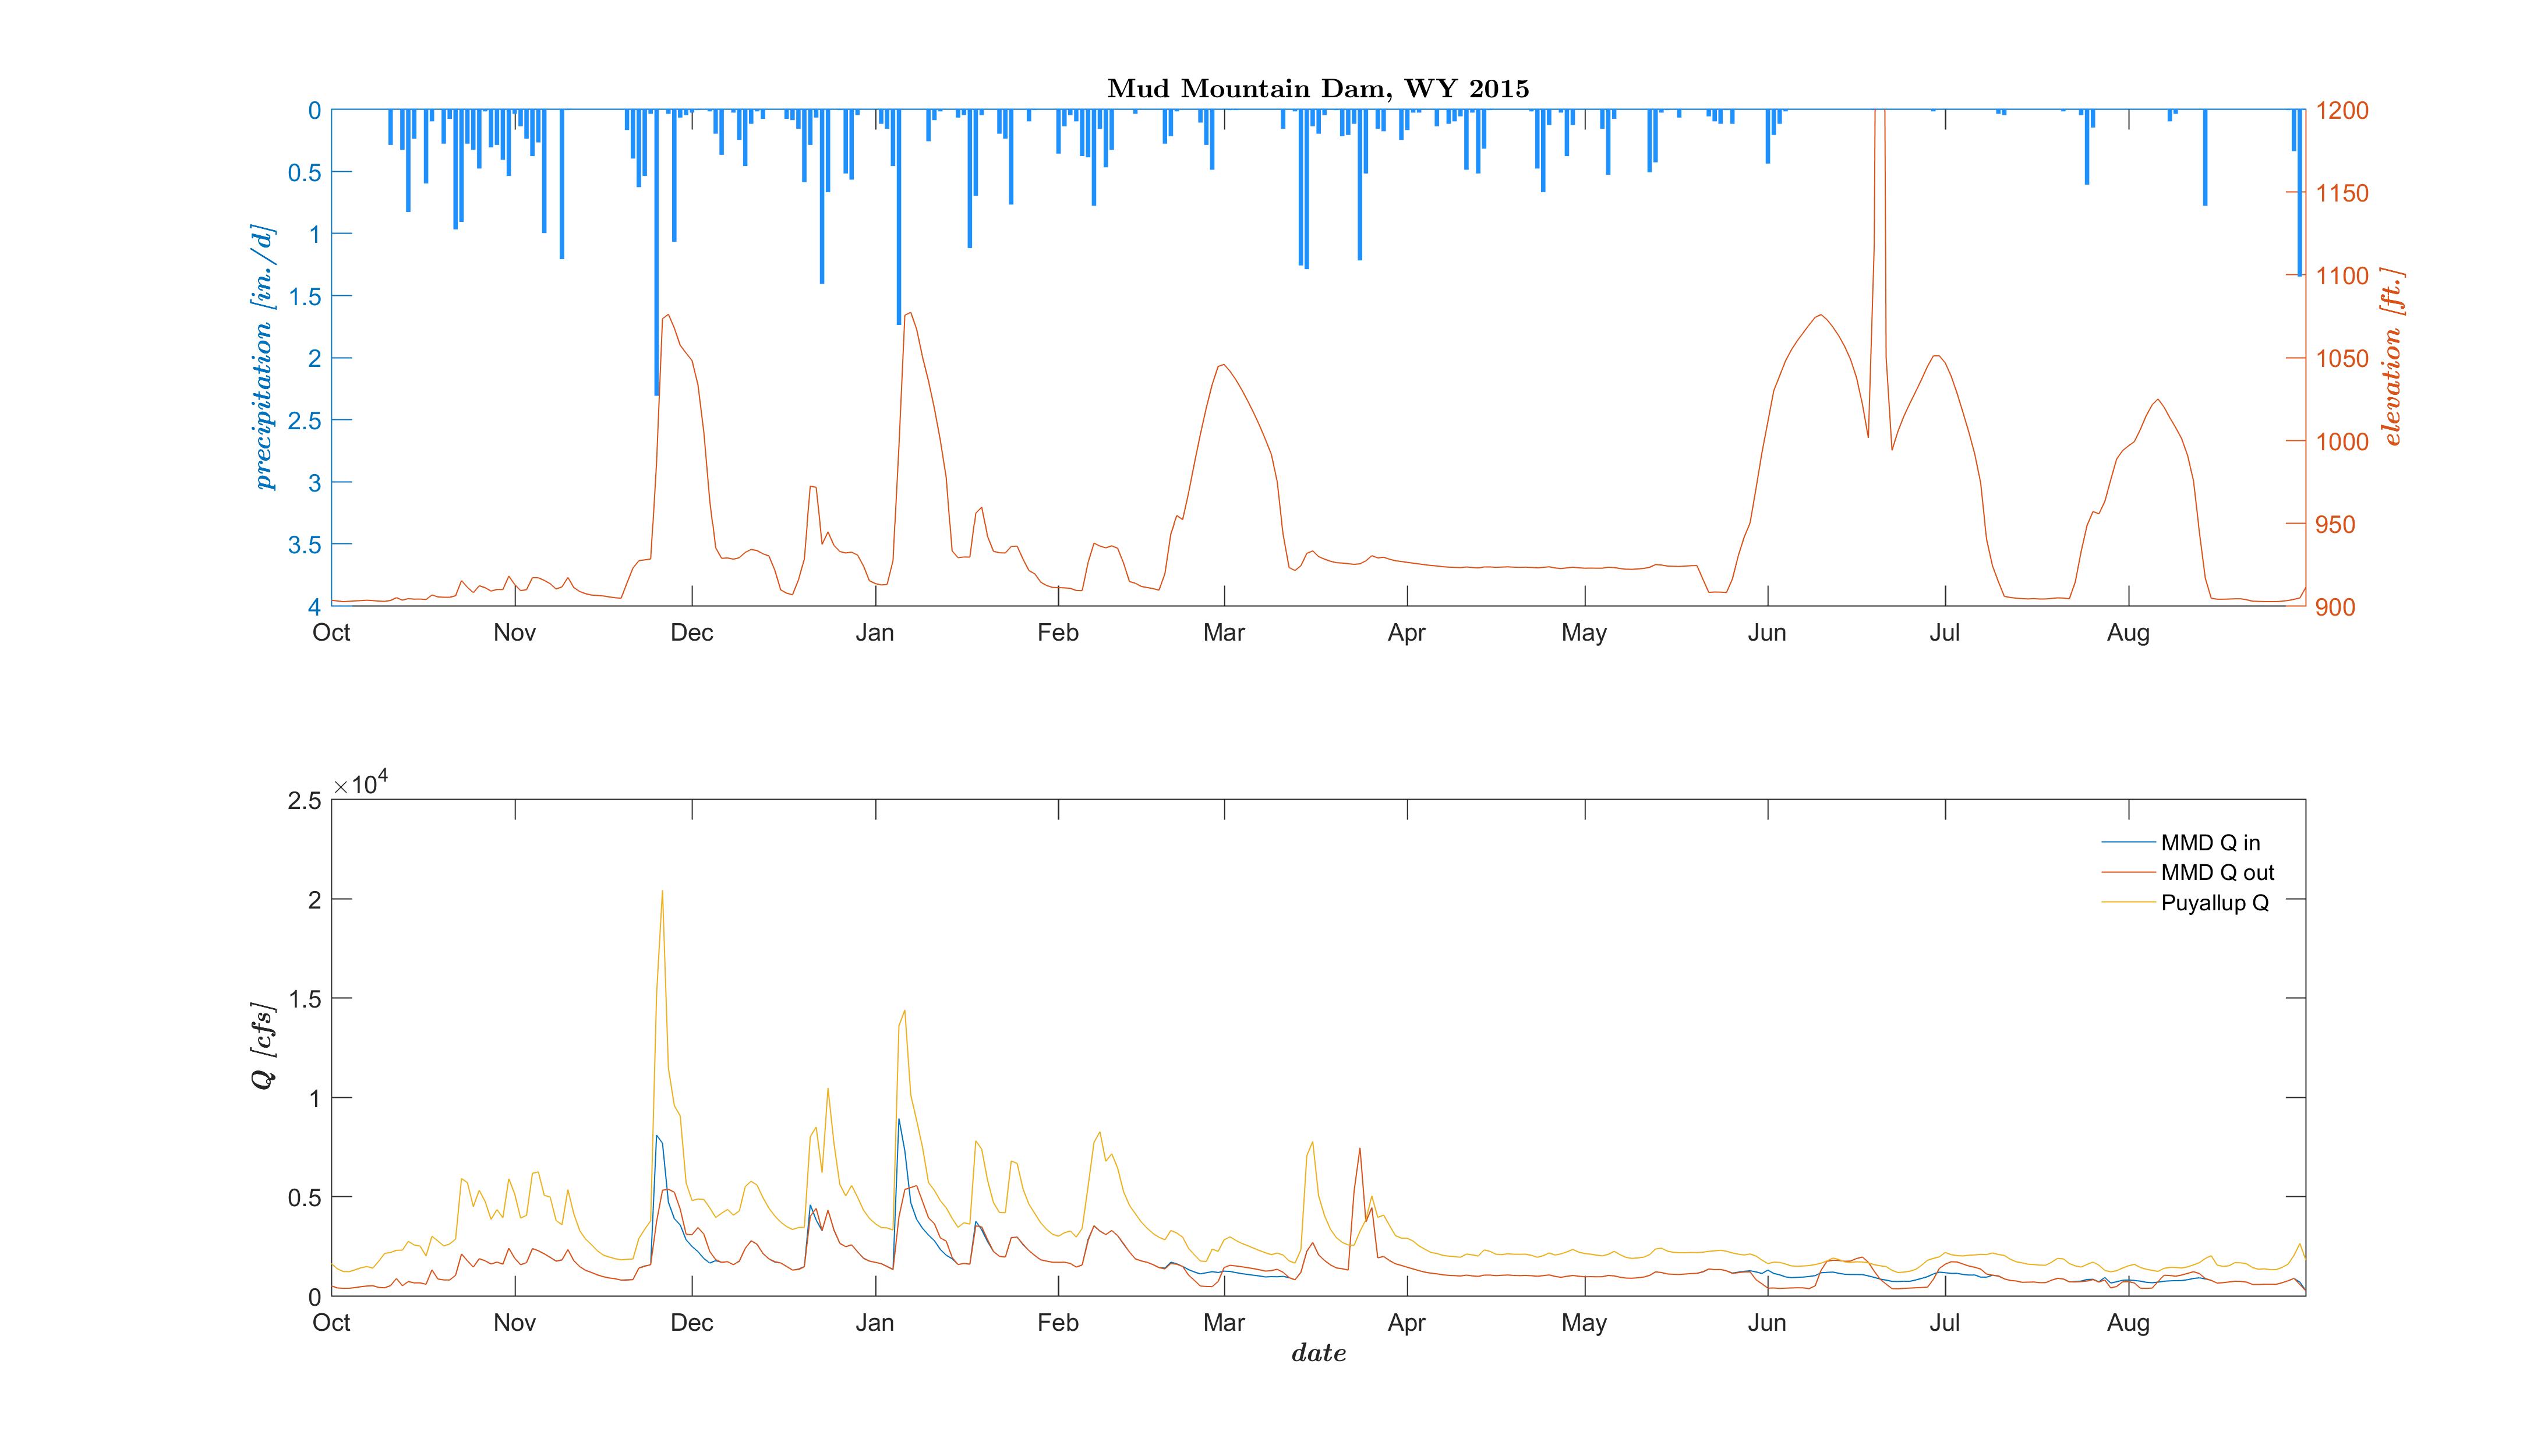 Mud Mountain Dam, WY 2015
precipitation [in./d]
0
0.5
1
1.5
2
2.5
3
3.5
4
elevation [ft.]
1200
1150
1100
1050
1000
950
900
Oct Nov Dec Jan Feb Mar Apr May Jun Jul Aug
×10^4
Q [cfs]
2.5
2
1.5
1
0.5
0
MMD Q in
MMD Q out
Puyallup Q
Oct Nov Dec Jan Feb Mar Apr May Jun Jul Aug
date